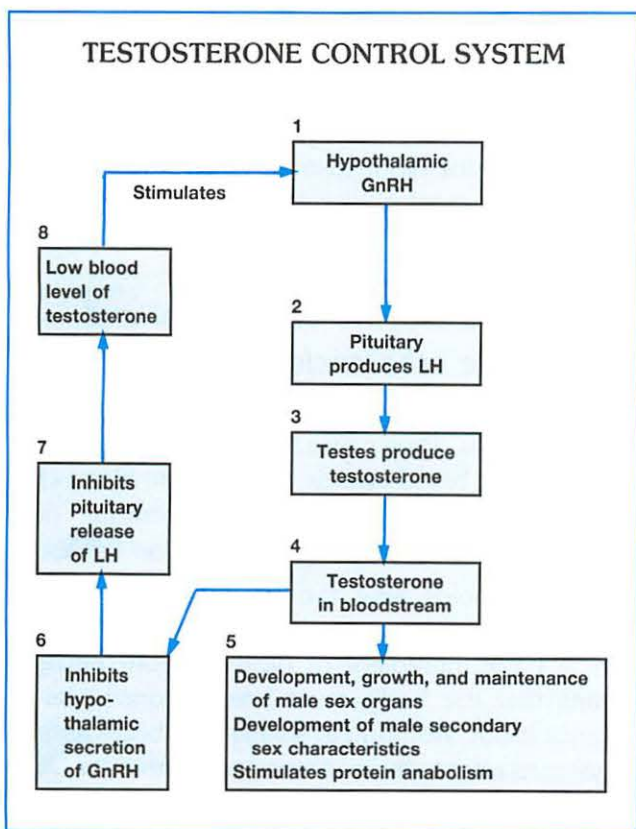 TESTOSTERONE CONTROL SYSTEM
1
Hypothalamic
GnRH
Stimulates
8
Low blood
level of
testosterone
2
Pituitary
produces LH
3
Testes produce
testosterone
7
Inhibits
pituitary
release
of LH
4
Testosterone
in bloodstream
6
Inhibits
hypo-
thalamic
secretion
of GnRH
5
Development, growth, and maintenance
of male sex organs
Development of male secondary
sex characteristics
Stimulates protein anabolism